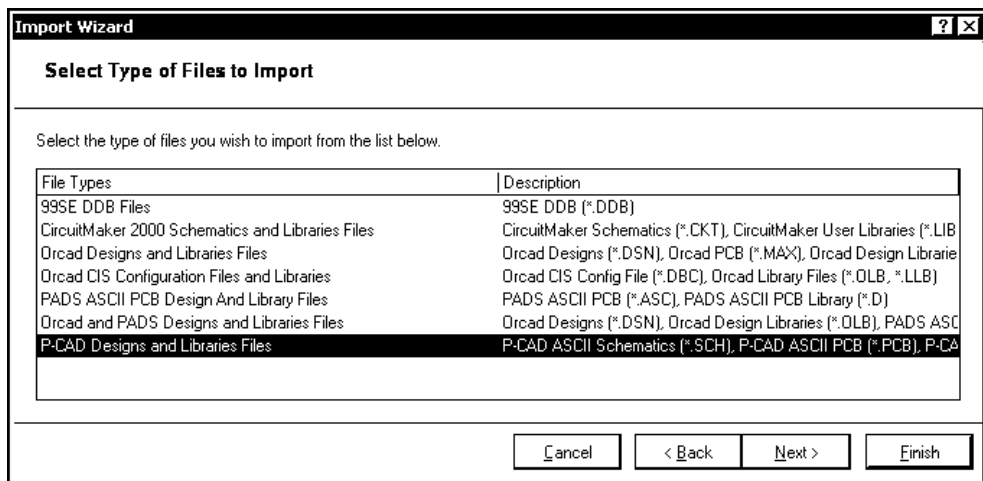 Import Wizard
Select Type of Files to Import
Select the type of files you wish to import from the list below.
File Types Description
99SE DDB Files 99SE DDB (*.DDB)
CircuitMaker 2000 Schematics and Libraries Files CircuitMaker Schematics (*.CKT), CircuitMaker User Libraries (*.LIB
Orcad Designs and Libraries Files Orcad Designs (*.DSN), Orcad PCB (*.MAX), Orcad Design Librarie
Orcad CIS Configuration Files and Libraries Orcad CIS Config File (*.DBC), Orcad Library Files (*.OLB, *.LLB)
PADS ASCII PCB Design And Library Files PADS ASCII PCB (*.ASC), PADS ASCII PCB Library (*.D)
Orcad and PADS Designs and Libraries Files Orcad Designs (*.DSN), Orcad Design Libraries (*.OLB), PADS ASC
P-CAD Designs and Libraries Files P-CAD ASCII Schematics (*.SCH), P-CAD ASCII PCB (*.PCB), P-CA
Cancel < Back Next > Finish